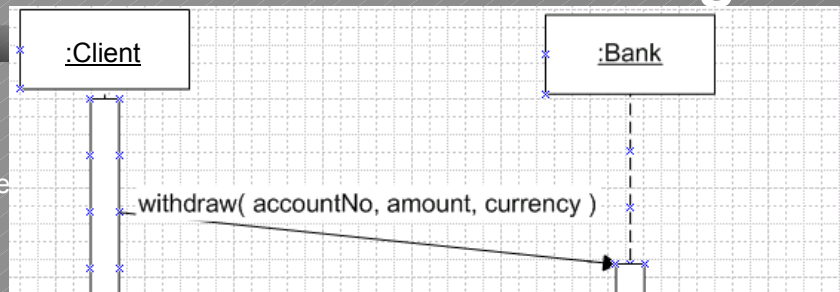 :Client
:Bank
withdraw( accountNo, amount, currency )